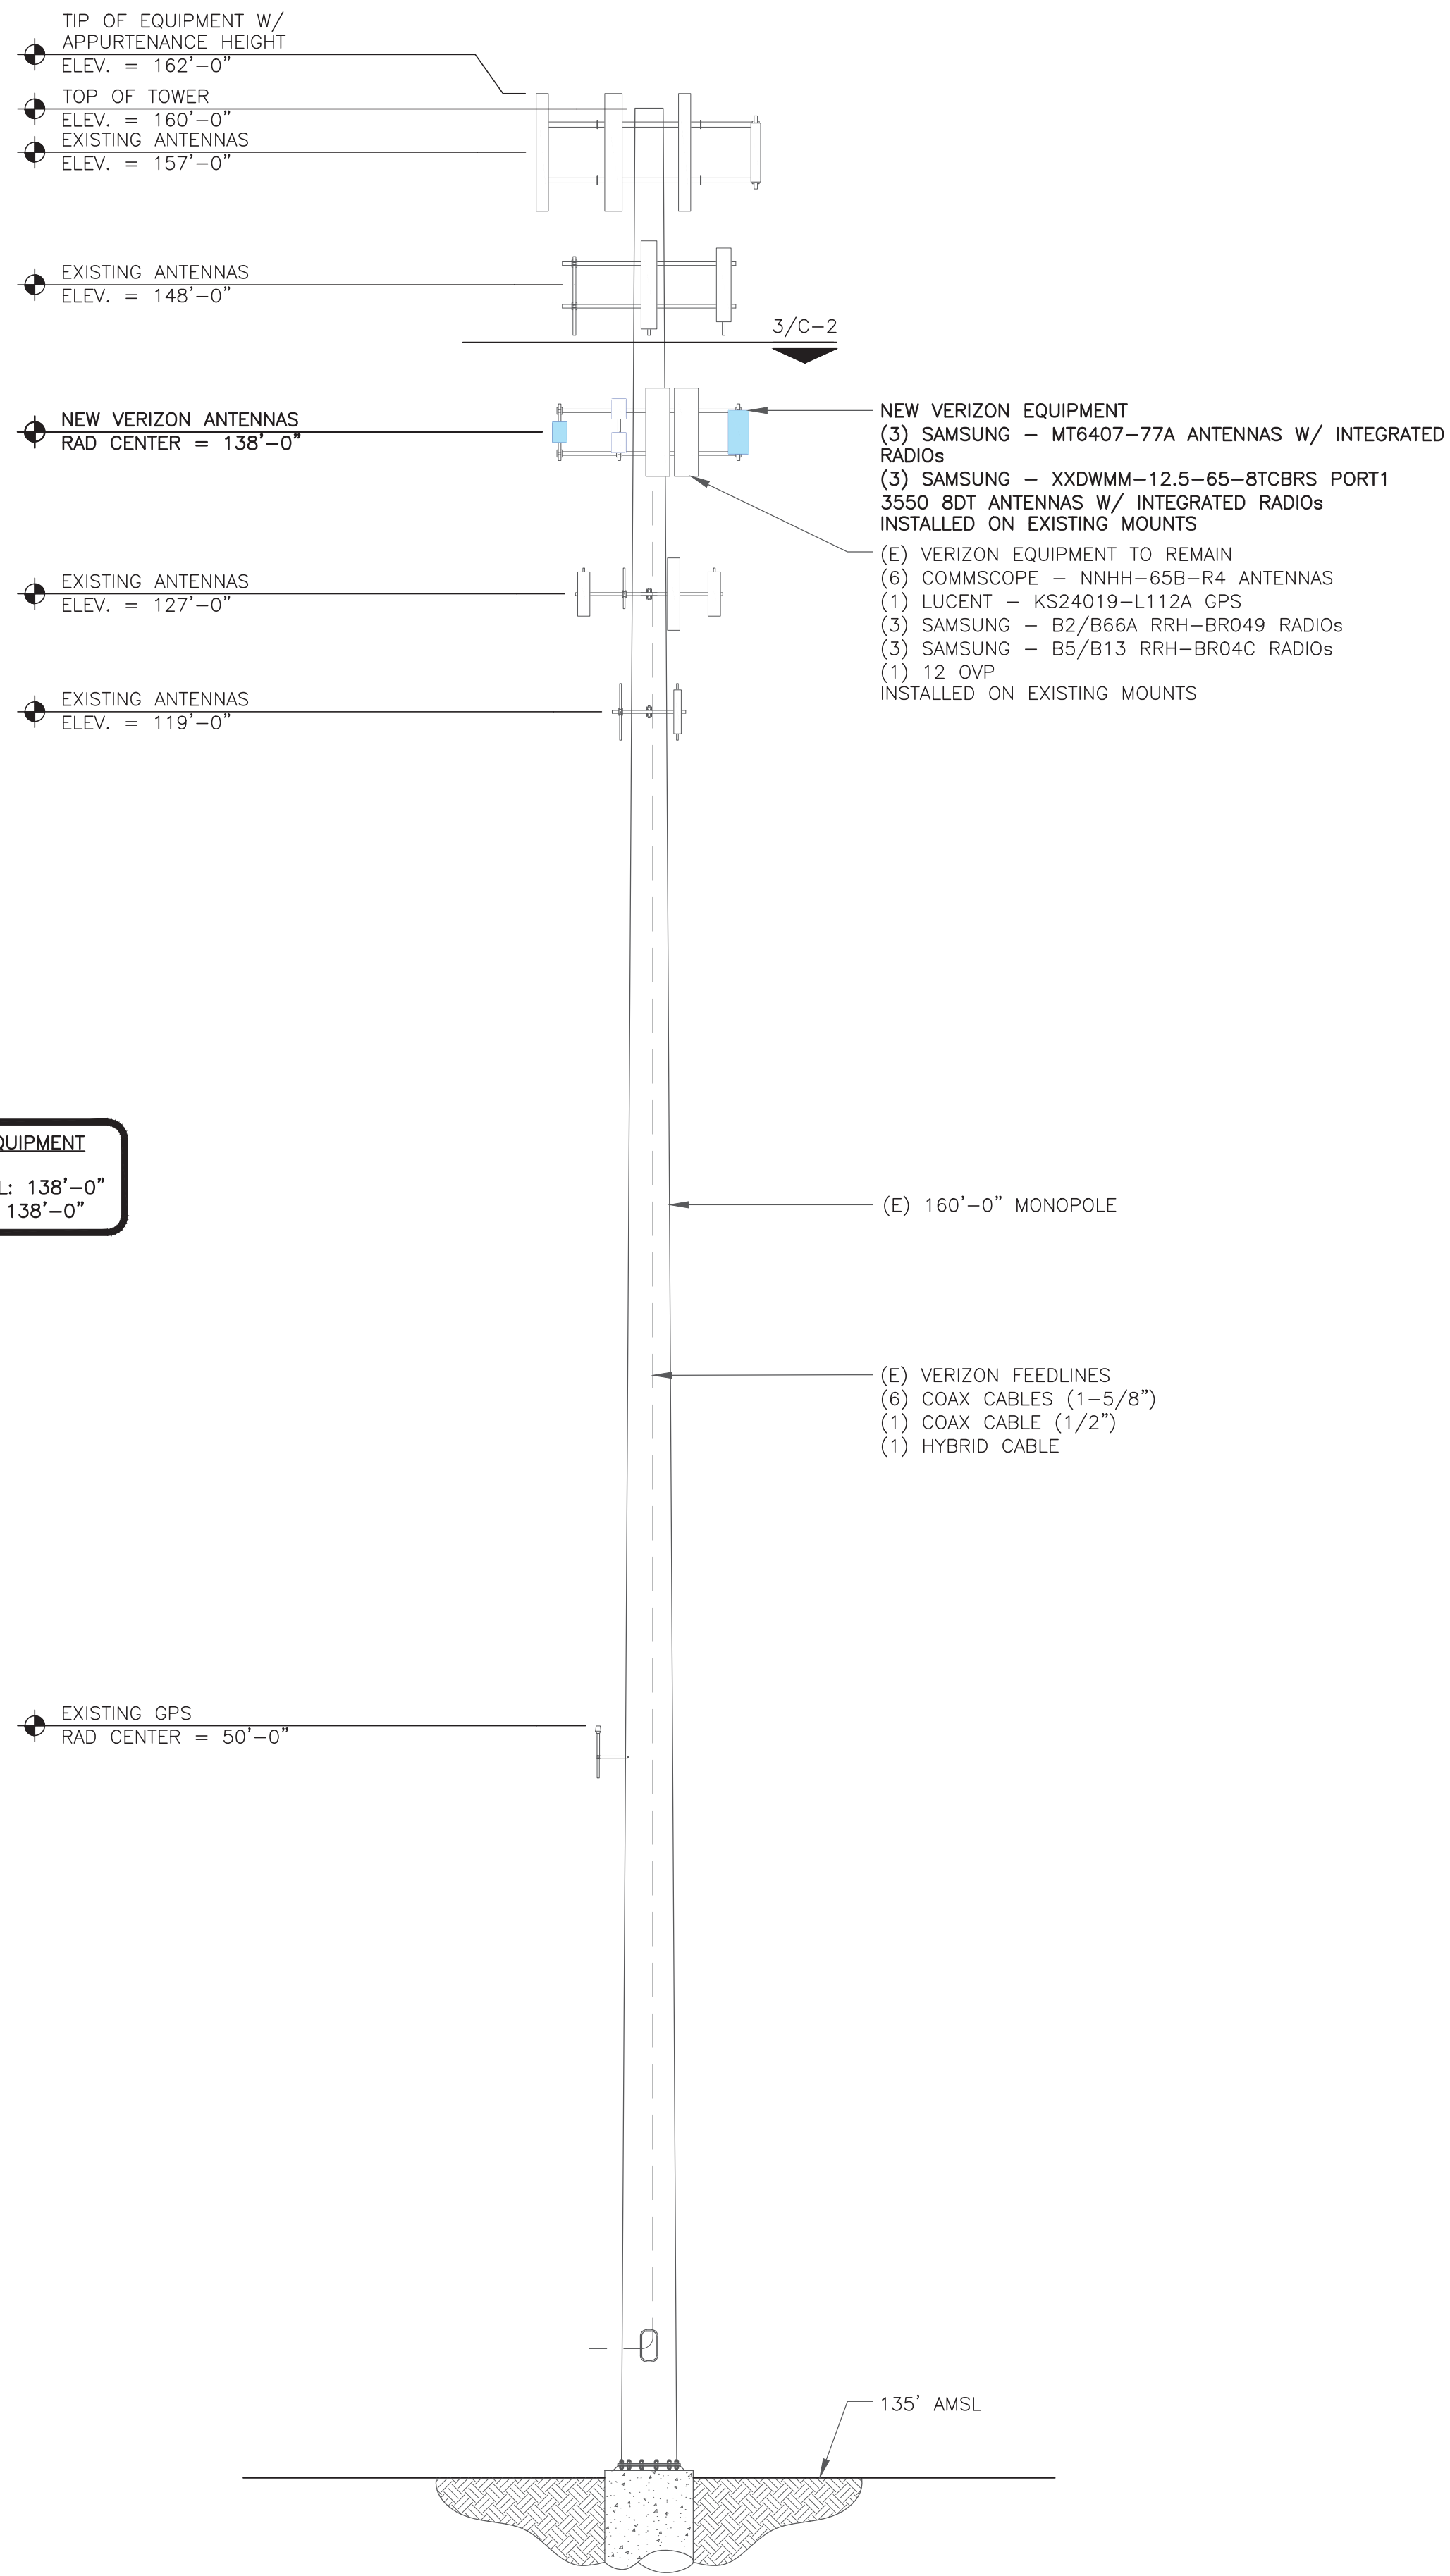 TIP OF EQUIPMENT W/
APPURTENANCE HEIGHT
ELEV. = 162'-0"
TOP OF TOWER
ELEV. = 160'-0"
EXISTING ANTENNAS
ELEV. = 157'-0"
EXISTING ANTENNAS
ELEV. = 148'-0"
3/C-2
NEW VERIZON ANTENNAS
RAD CENTER = 138'-0"
NEW VERIZON EQUIPMENT
(3) SAMSUNG - MT6407-77A ANTENNAS W/ INTEGRATED
RADIOs
(3) SAMSUNG - XXDWMM-12.5-65-8TCBRS PORT1
3550 8DT ANTENNAS W/ INTEGRATED RADIOs
INSTALLED ON EXISTING MOUNTS
(E) VERIZON EQUIPMENT TO REMAIN
(6) COMMSCOPE - NNHH-65B-R4 ANTENNAS
(1) LUCENT - KS24019-L112A GPS
(3) SAMSUNG - B2/B66A RRH-BR049 RADIOs
(3) SAMSUNG - B5/B13 RRH-BR04C RADIOs
(1) 12 OVP
INSTALLED ON EXISTING MOUNTS
EXISTING ANTENNAS
ELEV. = 127'-0"
EXISTING ANTENNAS
ELEV. = 119'-0"
QUIPMENT
L: 138'-0"
138'-0"
(E) 160'-0" MONOPOLE
(E) VERIZON FEEDLINES
(6) COAX CABLES (1-5/8")
(1) COAX CABLE (1/2")
(1) HYBRID CABLE
EXISTING GPS
RAD CENTER = 50'-0"
135' AMSL